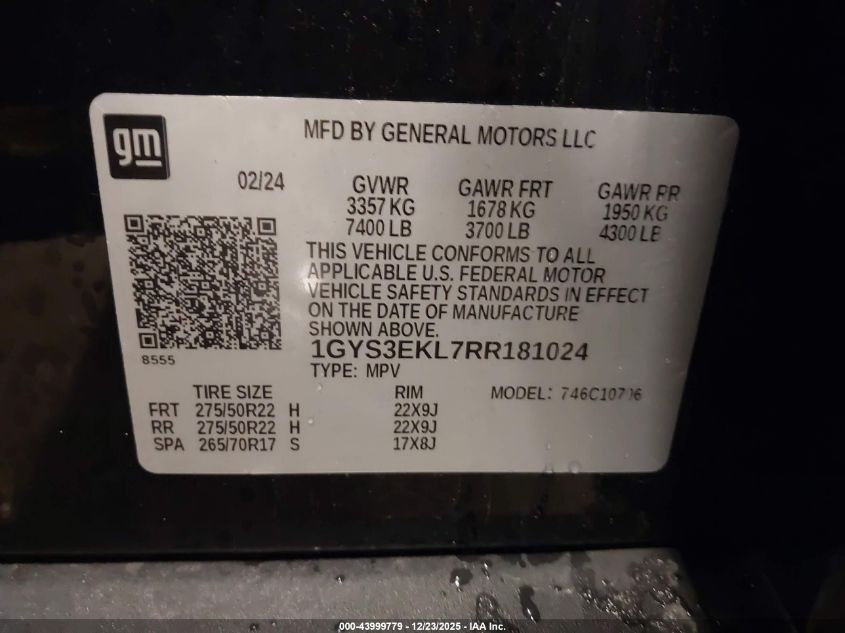 gm
MFD BY GENERAL MOTORS LLC
02/24 GVWR GAWR FRT GAWR RR
3357 KG 1678 KG 1950 KG
7400 LB 3700 LB 4300 LB
THIS VEHICLE CONFORMS TO ALL
APPLICABLE U.S. FEDERAL MOTOR
VEHICLE SAFETY STANDARDS IN EFFECT
ON THE DATE OF MANUFACTURE
SHOWN ABOVE.
8555
1GYS3EKL7RR181024
TYPE: MPV
TIRE SIZE RIM MODEL:
FRT 275/50R22 H 22X9J
RR 275/50R22 H 22X9J
SPA 265/70R17 S 17X8J
000-43999779 - 12/23/2025 - IAA Inc.